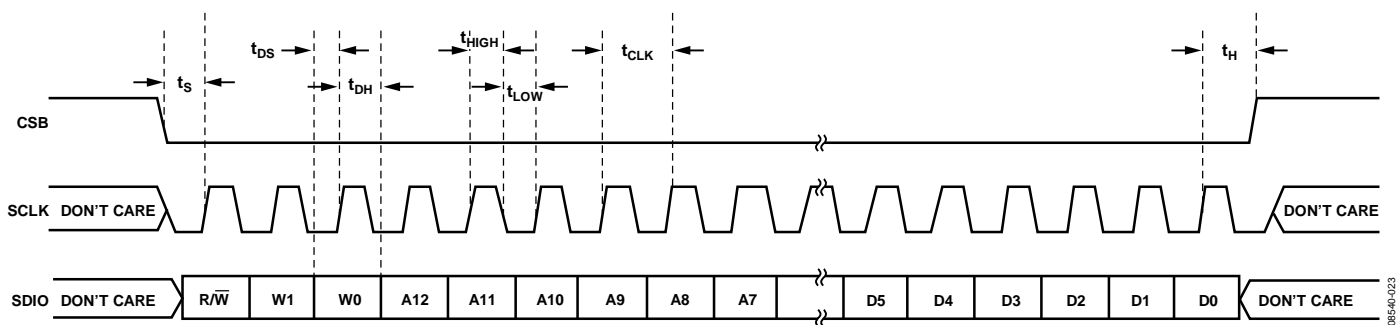 tDS
tHIGH
tCLK
tH
tS
tDH
tLOW
CSB
SCLK DON'T CARE
DON'T CARE
SDIO DON'T CARE
R/W̅
W1
W0
A12
A11
A10
A9
A8
A7
D5
D4
D3
D2
D1
D0
DON'T CARE
08640-023